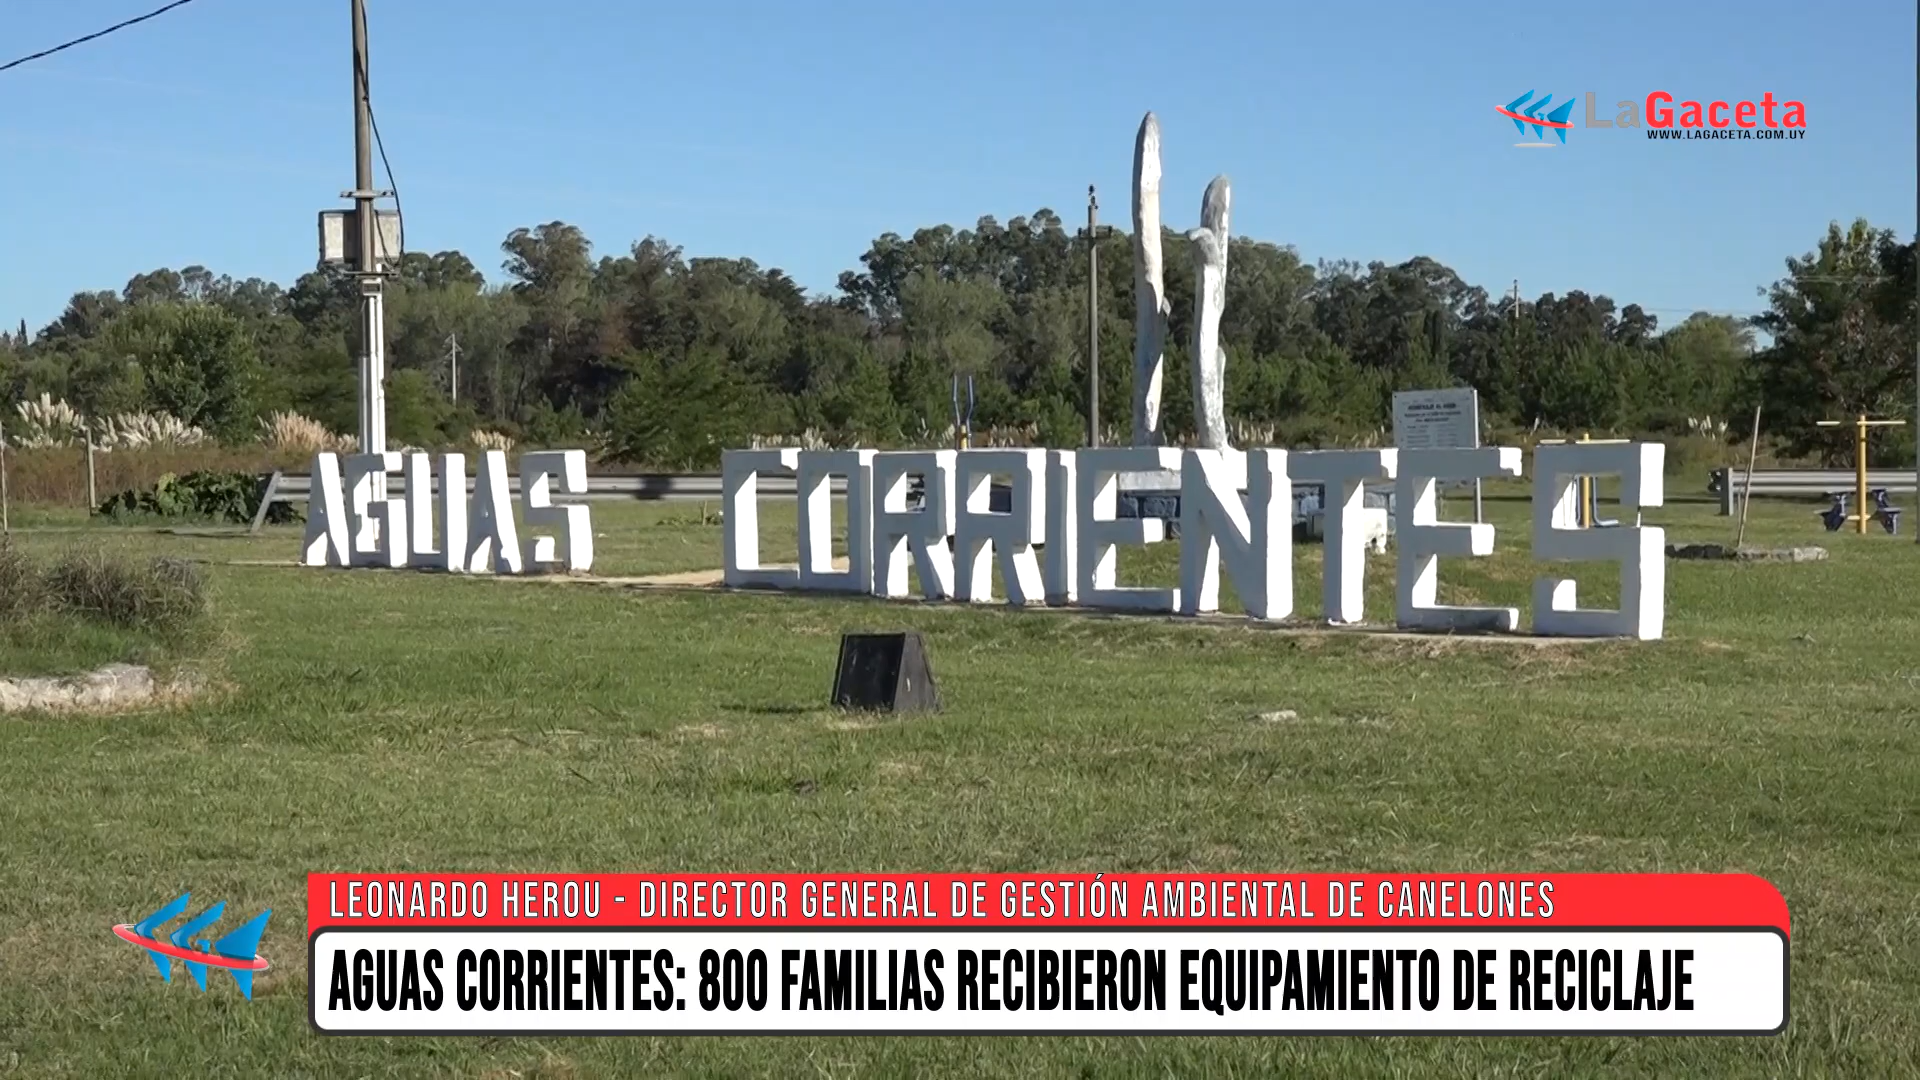 LaGaceta
WWW.LAGACETA.COM.UY
AGUAS CORRIENTES
LEONARDO HEROU - DIRECTOR GENERAL DE GESTIÓN AMBIENTAL DE CANELONES
AGUAS CORRIENTES: 800 FAMILIAS RECIBIERON EQUIPAMIENTO DE RECICLAJE